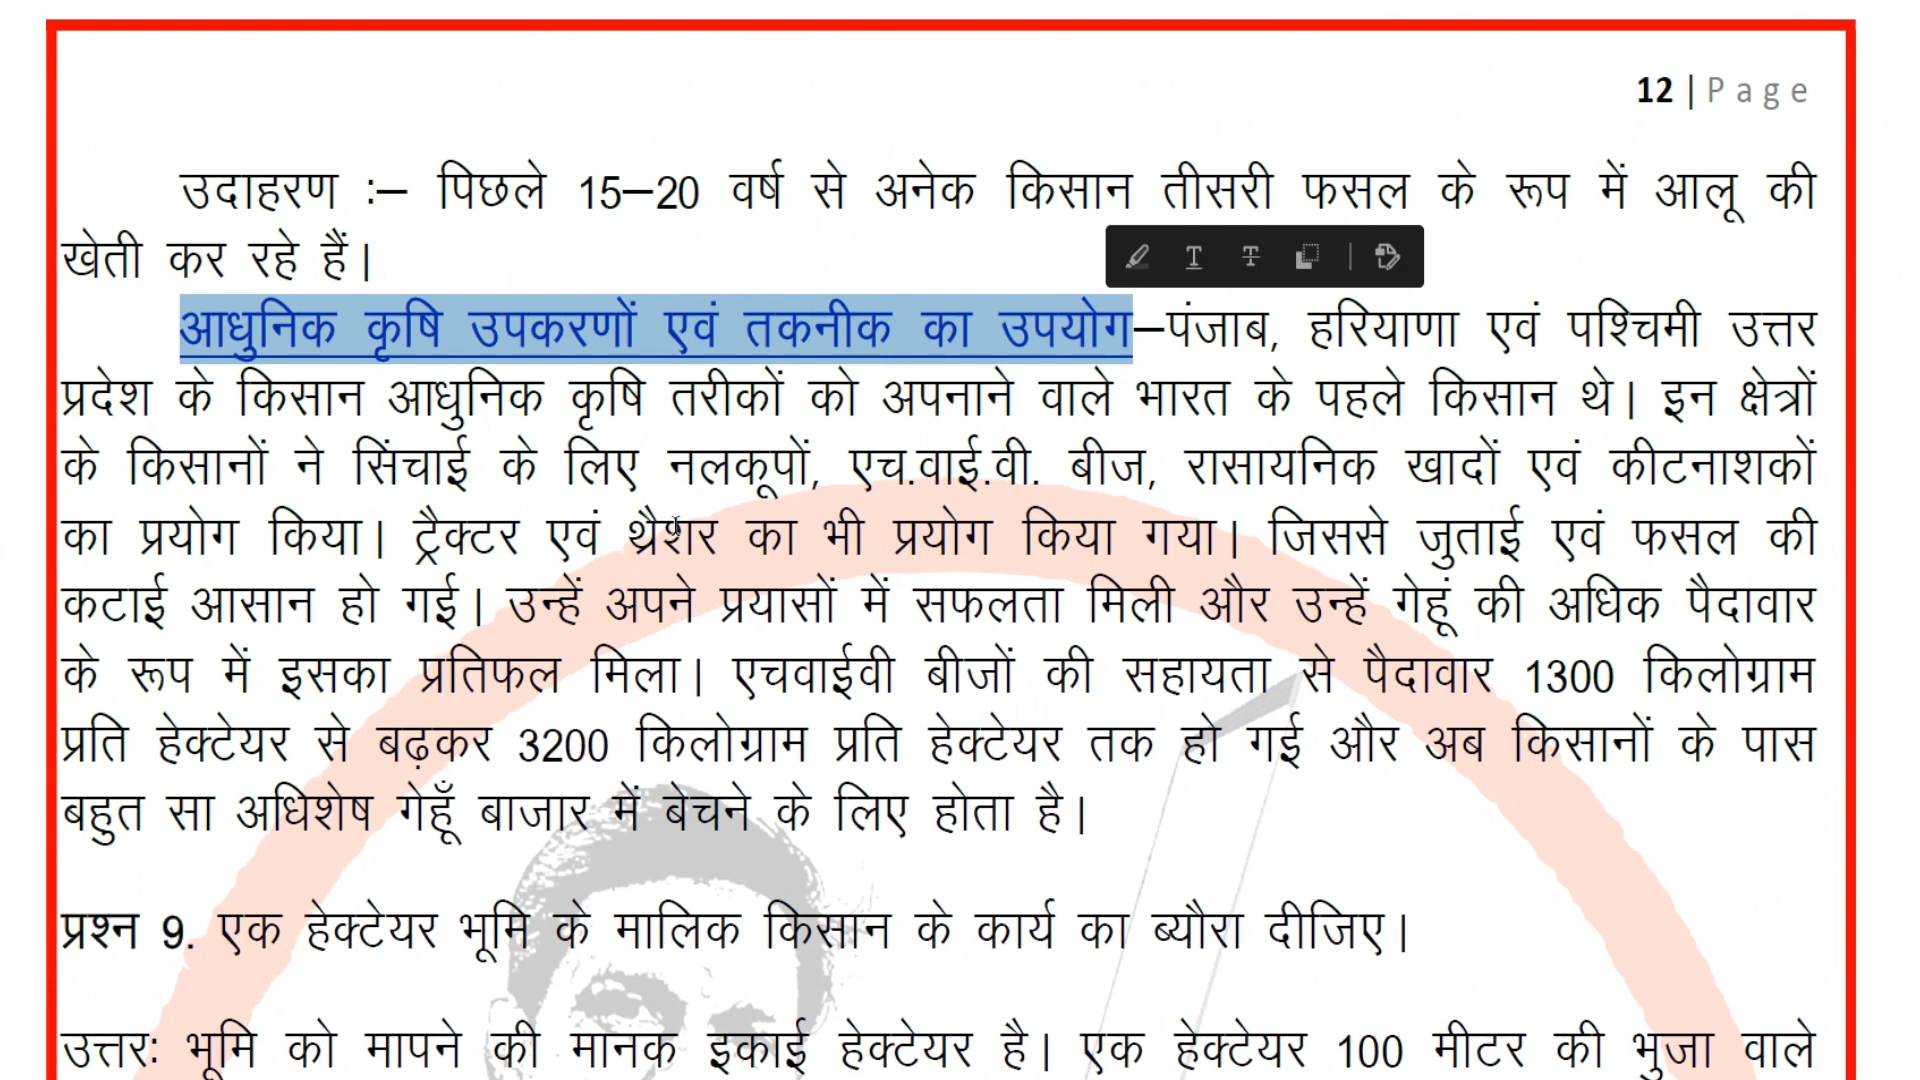 12 | Page
उदाहरण :– पिछले 15–20 वर्ष से अनेक किसान तीसरी फसल के रूप में आलू की
खेती कर रहे हैं।
आधुनिक कृषि उपकरणों एवं तकनीक का उपयोग–पंजाब, हरियाणा एवं पश्चिमी उत्तर
प्रदेश के किसान आधुनिक कृषि तरीकों को अपनाने वाले भारत के पहले किसान थे। इन क्षेत्रों
के किसानों ने सिंचाई के लिए नलकूपों, एच.वाई.वी. बीज, रासायनिक खादों एवं कीटनाशकों
का प्रयोग किया। ट्रैक्टर एवं थ्रैशर का भी प्रयोग किया गया। जिससे जुताई एवं फसल की
कटाई आसान हो गई। उन्हें अपने प्रयासों में सफलता मिली और उन्हें गेहूं की अधिक पैदावार
के रूप में इसका प्रतिफल मिला। एचवाईवी बीजों की सहायता से पैदावार 1300 किलोग्राम
प्रति हेक्टेयर से बढ़कर 3200 किलोग्राम प्रति हेक्टेयर तक हो गई और अब किसानों के पास
बहुत सा अधिशेष गेहूँ बाजार में बेचने के लिए होता है।
प्रश्न 9. एक हेक्टेयर भूमि के मालिक किसान के कार्य का ब्यौरा दीजिए।
उत्तरः भूमि को मापने की मानक इकाई हेक्टेयर है। एक हेक्टेयर 100 मीटर की भुजा वाले